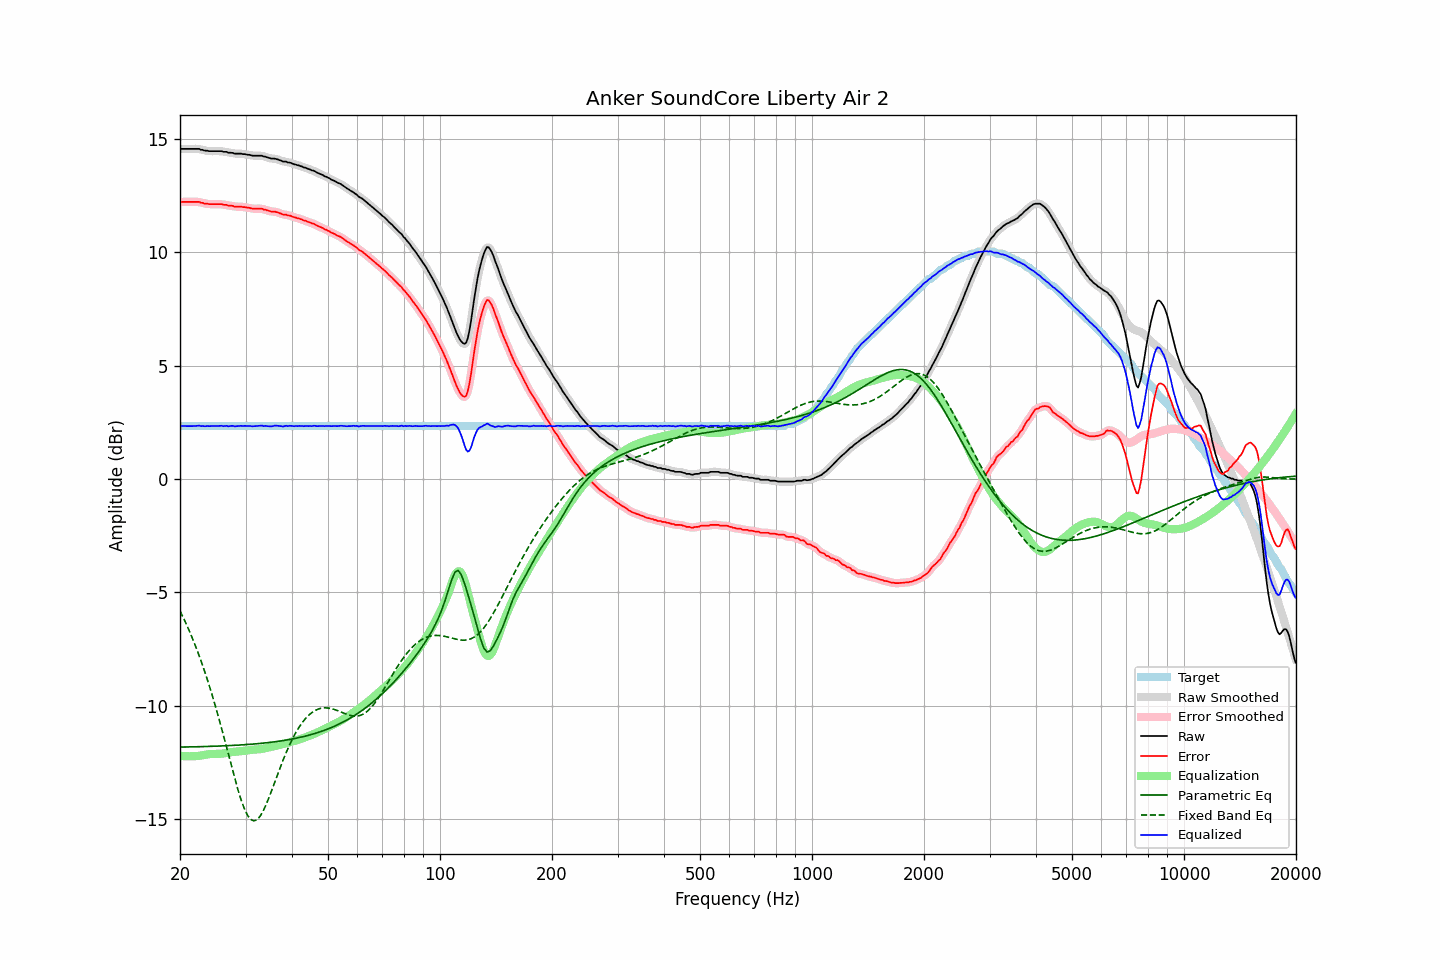 Anker SoundCore Liberty Air 2
15
10
5
0
−5
−10
−15
Amplitude (dBr)
20
50
100
200
500
1000
2000
5000
10000
20000
Frequency (Hz)
Target
Raw Smoothed
Error Smoothed
Raw
Error
Equalization
Parametric Eq
Fixed Band Eq
Equalized